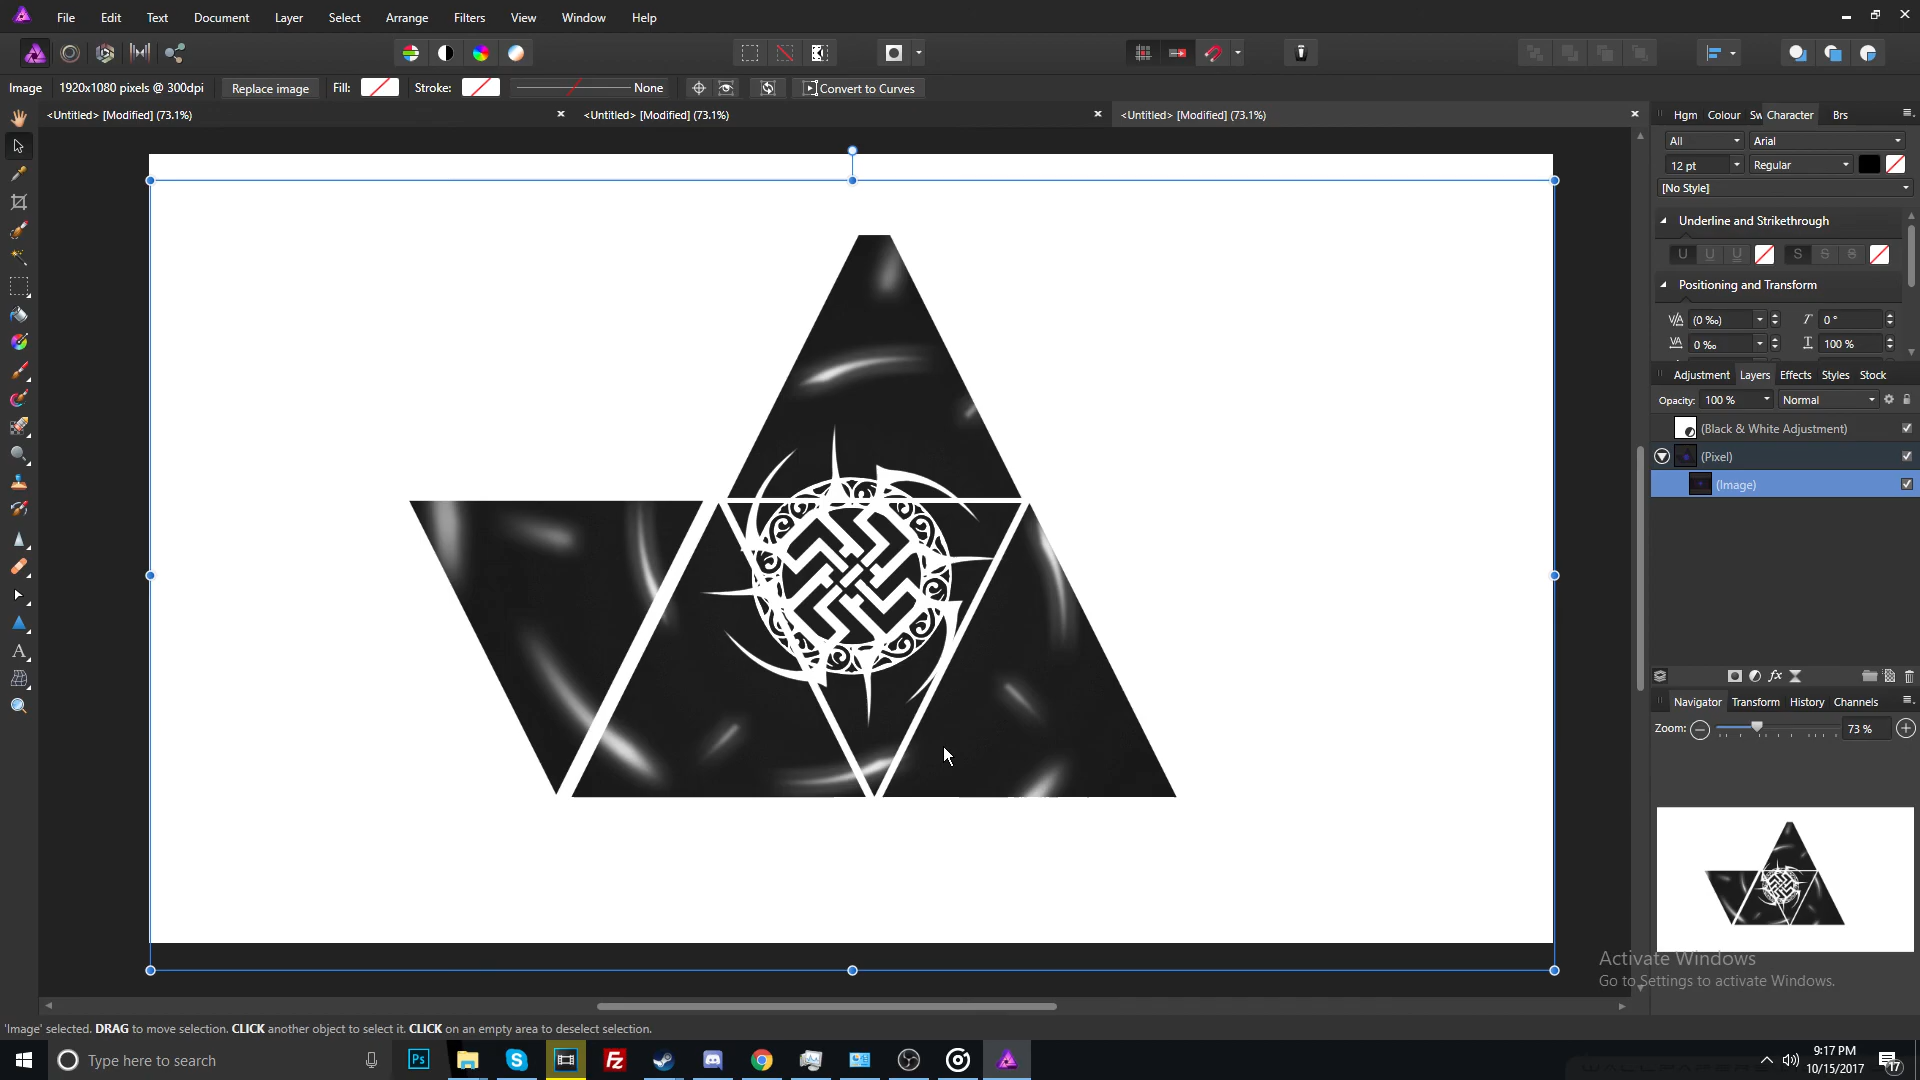 File Edit Text Document Layer Select Arrange Filters View Window Help
Image 1920x1080 pixels @ 300dpi Replace image Fill: Stroke: None Convert to Curves
<Untitled> [Modified] (73.1%) <Untitled> [Modified] (73.1%) <Untitled> [Modified] (73.1%)
Hgm Colour Sw Character Brs
All Arial
12 pt Regular
[No Style]
Underline and Strikethrough
U U U S S S
Positioning and Transform
(0 ‰) 0 °
0 ‰ 100 %
Adjustment Layers Effects Styles Stock
Opacity: 100 % Normal
(Black & White Adjustment)
(Pixel)
(Image)
Navigator Transform History Channels
Zoom: 73 %
Activate Windows
Go to Settings to activate Windows.
'Image' selected. DRAG to move selection. CLICK another object to select it. CLICK on an empty area to deselect selection.
Type here to search
9:17 PM
10/15/2017
17